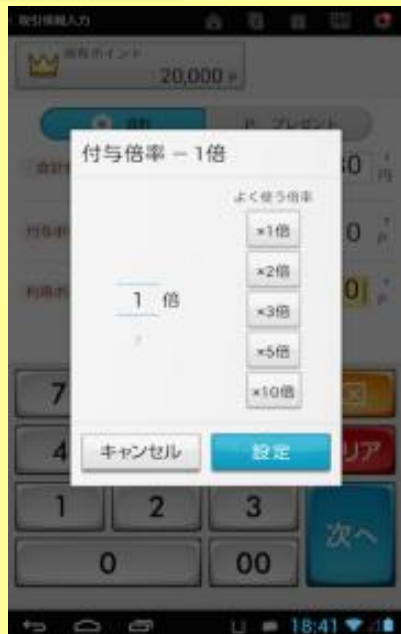 取引情報入力
保有ポイント
20,000 P
付与倍率 － 1倍
よく使う倍率
×1倍
×2倍
1 倍
×3倍
×5倍
×10倍
キャンセル
設定
7
4
リア
1
2
3
次へ
0
00
18:41